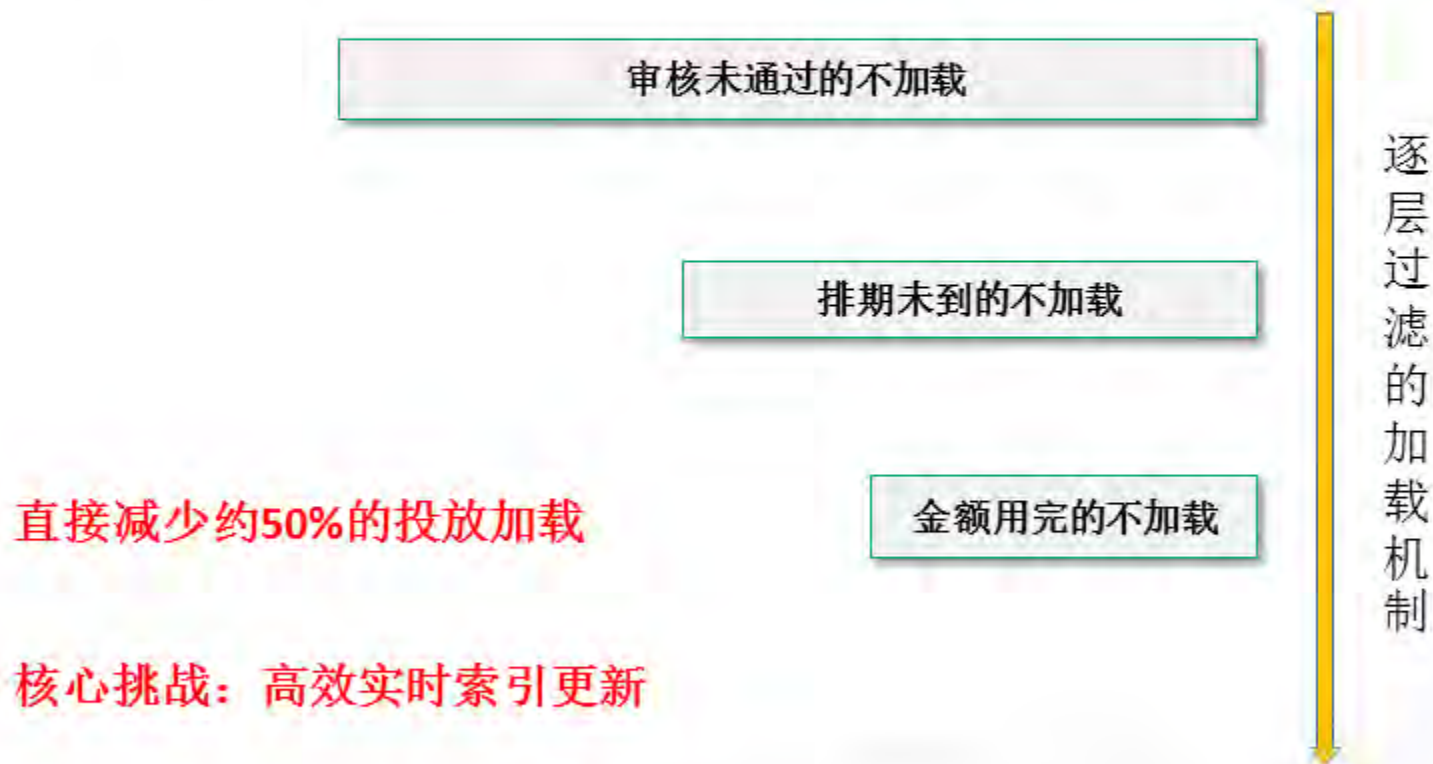 审核未通过的不加载
排期未到的不加载
金额用完的不加载
直接减少约50%的投放加载
核心挑战：高效实时索引更新
逐层过滤的加载机制